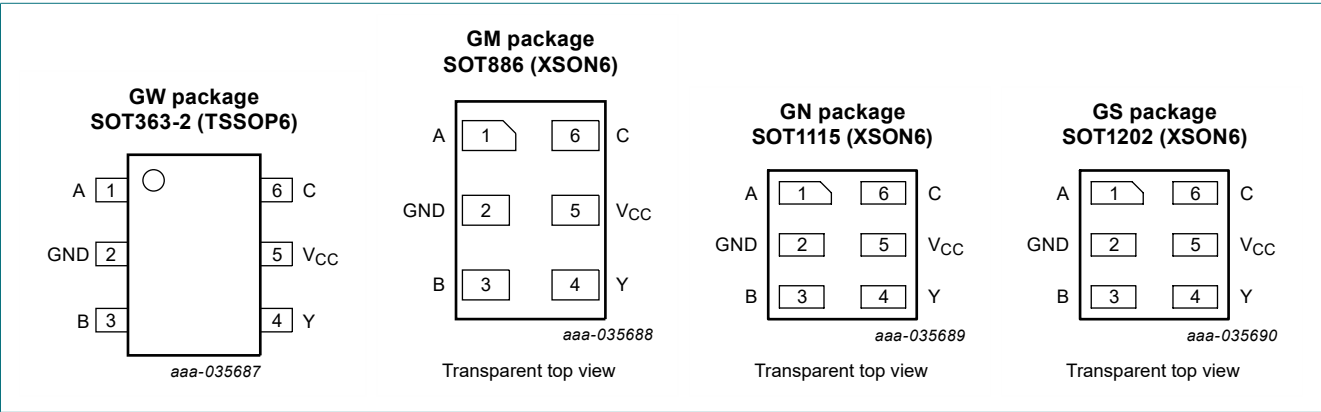 GW package
SOT363-2 (TSSOP6)
A 1 6 C
GND 2 5 VCC
B 3 4 Y
aaa-035687
GM package
SOT886 (XSON6)
A 1 6 C
GND 2 5 VCC
B 3 4 Y
aaa-035688
Transparent top view
GN package
SOT1115 (XSON6)
A 1 6 C
GND 2 5 VCC
B 3 4 Y
aaa-035689
Transparent top view
GS package
SOT1202 (XSON6)
A 1 6 C
GND 2 5 VCC
B 3 4 Y
aaa-035690
Transparent top view